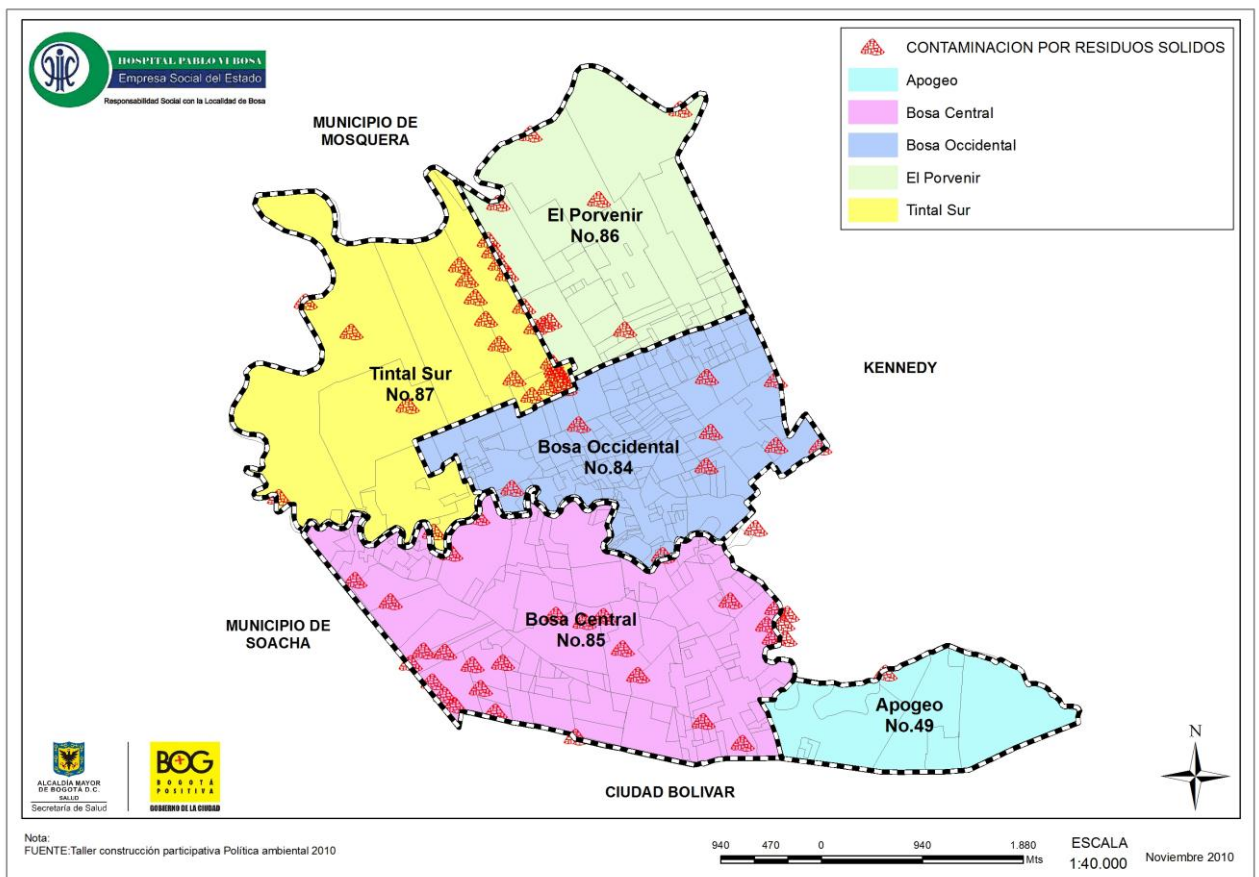 HOSPITAL PABLO VI BOSA
Empresa Social del Estado
Responsabilidad Social con la Localidad de Bosa
CONTAMINACION POR RESIDUOS SOLIDOS
Apogeo
Bosa Central
Bosa Occidental
El Porvenir
Tintal Sur
MUNICIPIO DE
MOSQUERA
El Porvenir
No.86
KENNEDY
Tintal Sur
No.87
Bosa Occidental
No.84
MUNICIPIO DE
SOACHA
Bosa Central
No.85
Apogeo
No.49
CIUDAD BOLIVAR
N
ALCALDÍA MAYOR
DE BOGOTÁ D.C.
SALUD
Secretaría de Salud
BOG
BOGOTÁ
POSITIVA
GOBIERNO DE LA CIUDAD
Nota:
FUENTE:Taller construcción participativa Política ambiental 2010
940 470 0 940 1.880
Mts
ESCALA
1:40.000
Noviembre 2010